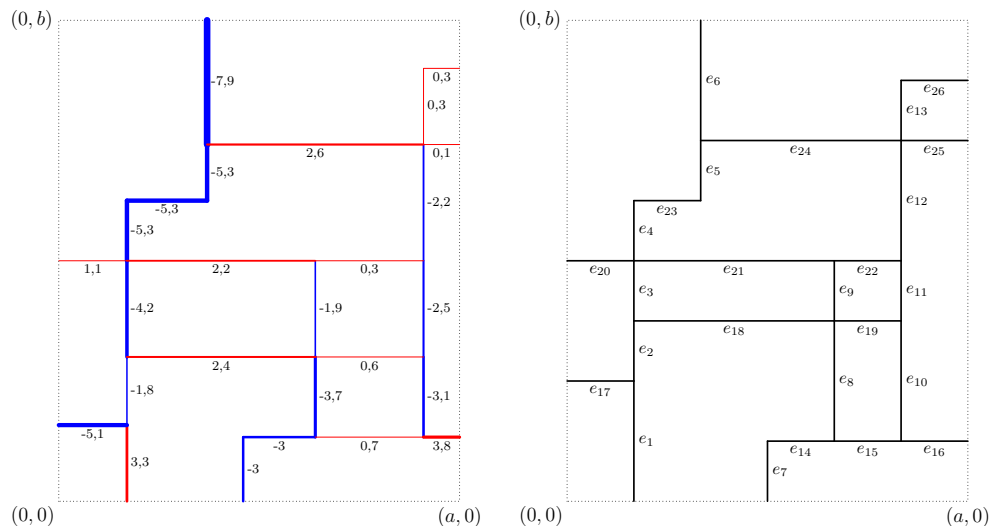 (0, b)
-7,9
0,3
0,3
2,6
0,1
-5,3
-5,3
-2,2
-5,3
1,1
2,2
0,3
-4,2
-1,9
-2,5
2,4
0,6
-1,8
-3,7
-3,1
-5,1
-3
0,7
3,8
3,3
-3
(0, 0)
(a, 0)
(0, b)
e6
e26
e13
e24
e25
e5
e23
e12
e4
e20
e21
e22
e3
e9
e11
e18
e19
e2
e17
e8
e10
e1
e14
e15
e16
e7
(0, 0)
(a, 0)